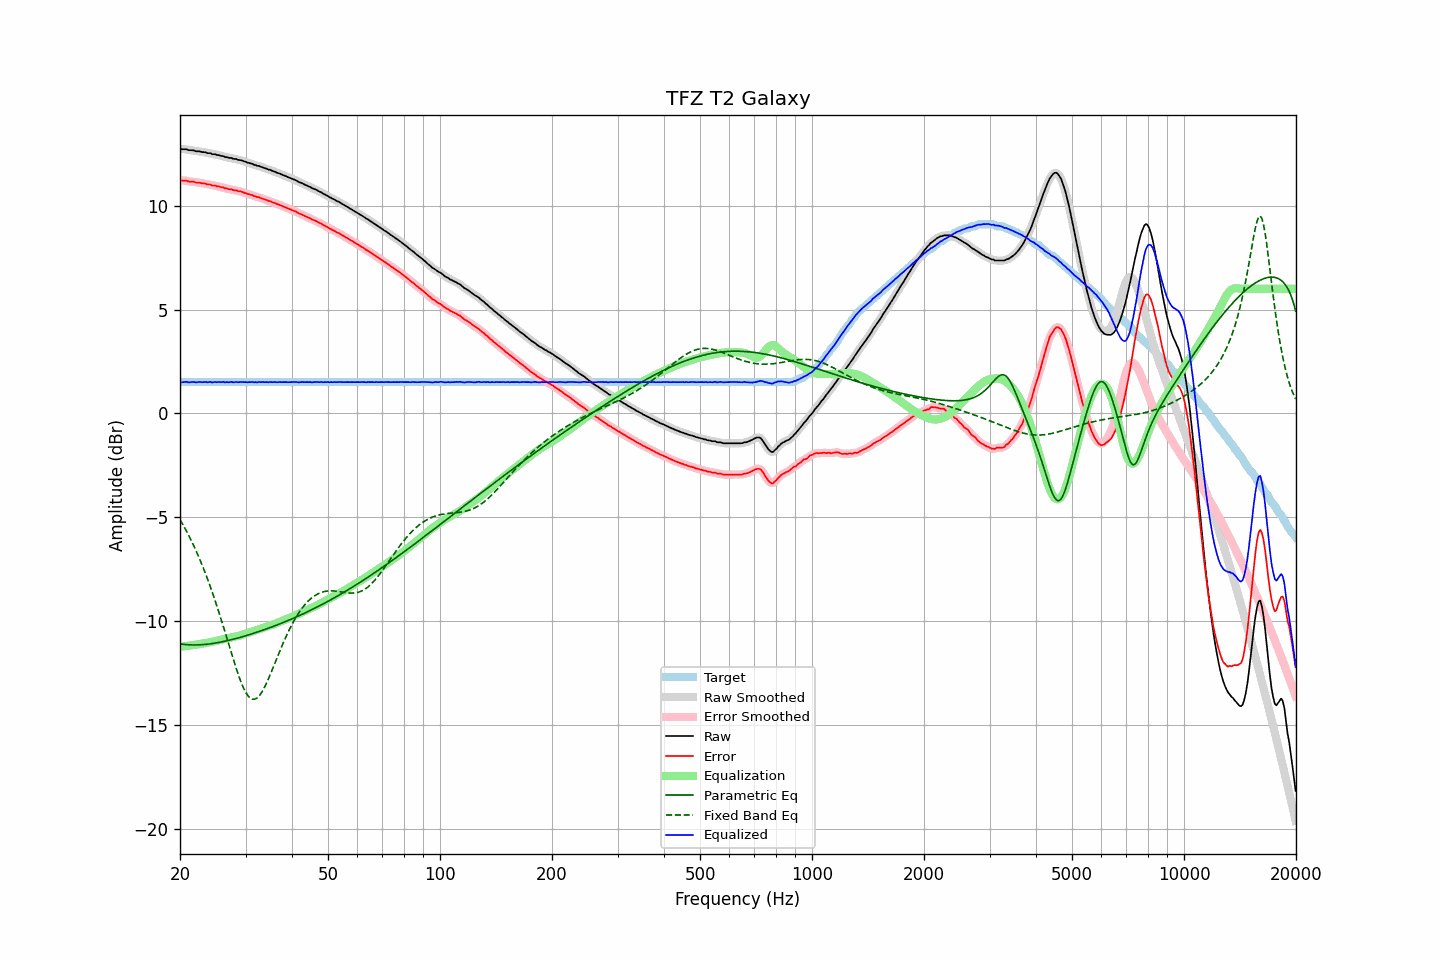 TFZ T2 Galaxy
Amplitude (dBr)
10
5
0
−5
−10
−15
−20
Target
Raw Smoothed
Error Smoothed
Raw
Error
Equalization
Parametric Eq
Fixed Band Eq
Equalized
20 50 100 200 500 1000 2000 5000 10000 20000
Frequency (Hz)